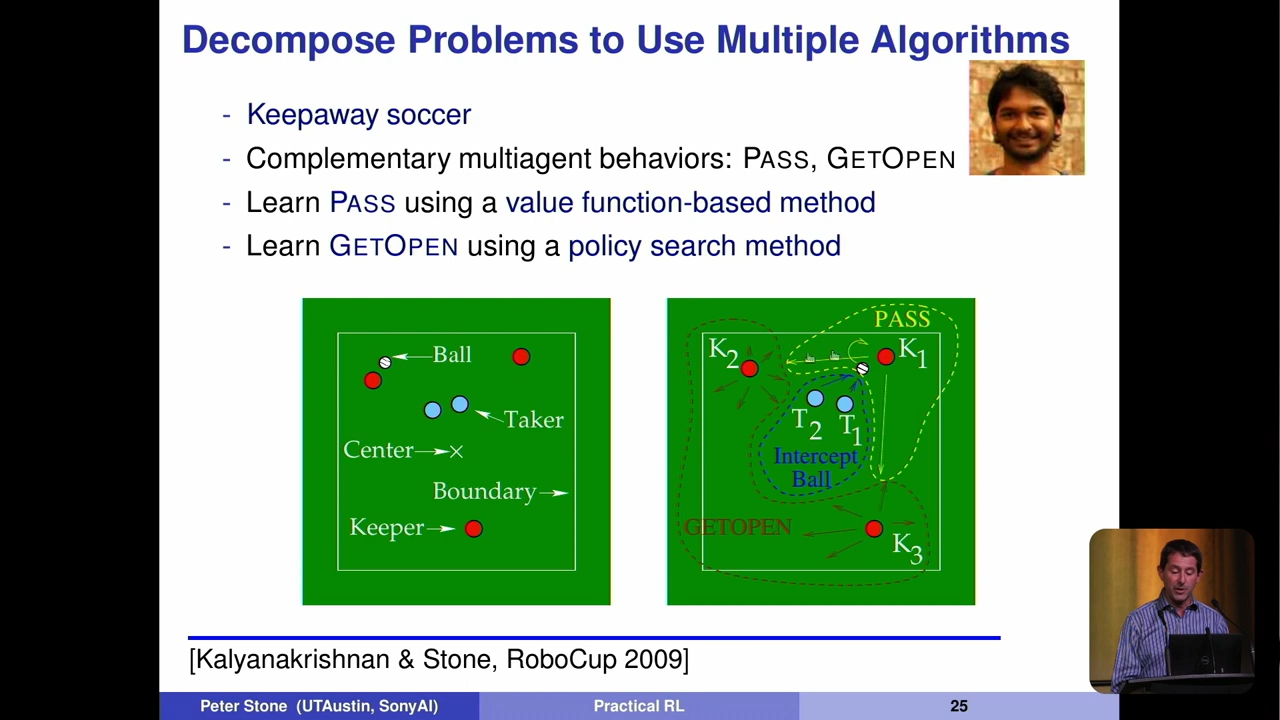 Decompose Problems to Use Multiple Algorithms
- Keepaway soccer
- Complementary multiagent behaviors: PASS, GETOPEN
- Learn PASS using a value function-based method
- Learn GETOPEN using a policy search method
Ball
Taker
Center
Boundary
Keeper
PASS
K2
K1
T2
T1
Intercept
Ball
GETOPEN
K3
[Kalyanakrishnan & Stone, RoboCup 2009]
Peter Stone (UTAustin, SonyAI)
Practical RL
25